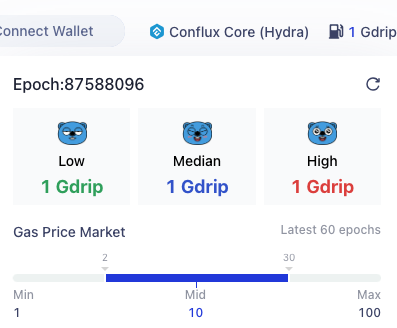 Connect Wallet
Conflux Core (Hydra)
1 Gdrip
Epoch:87588096
Low
Median
High
1 Gdrip
1 Gdrip
1 Gdrip
Gas Price Market
Latest 60 epochs
2
30
Min
Mid
Max
1
10
100